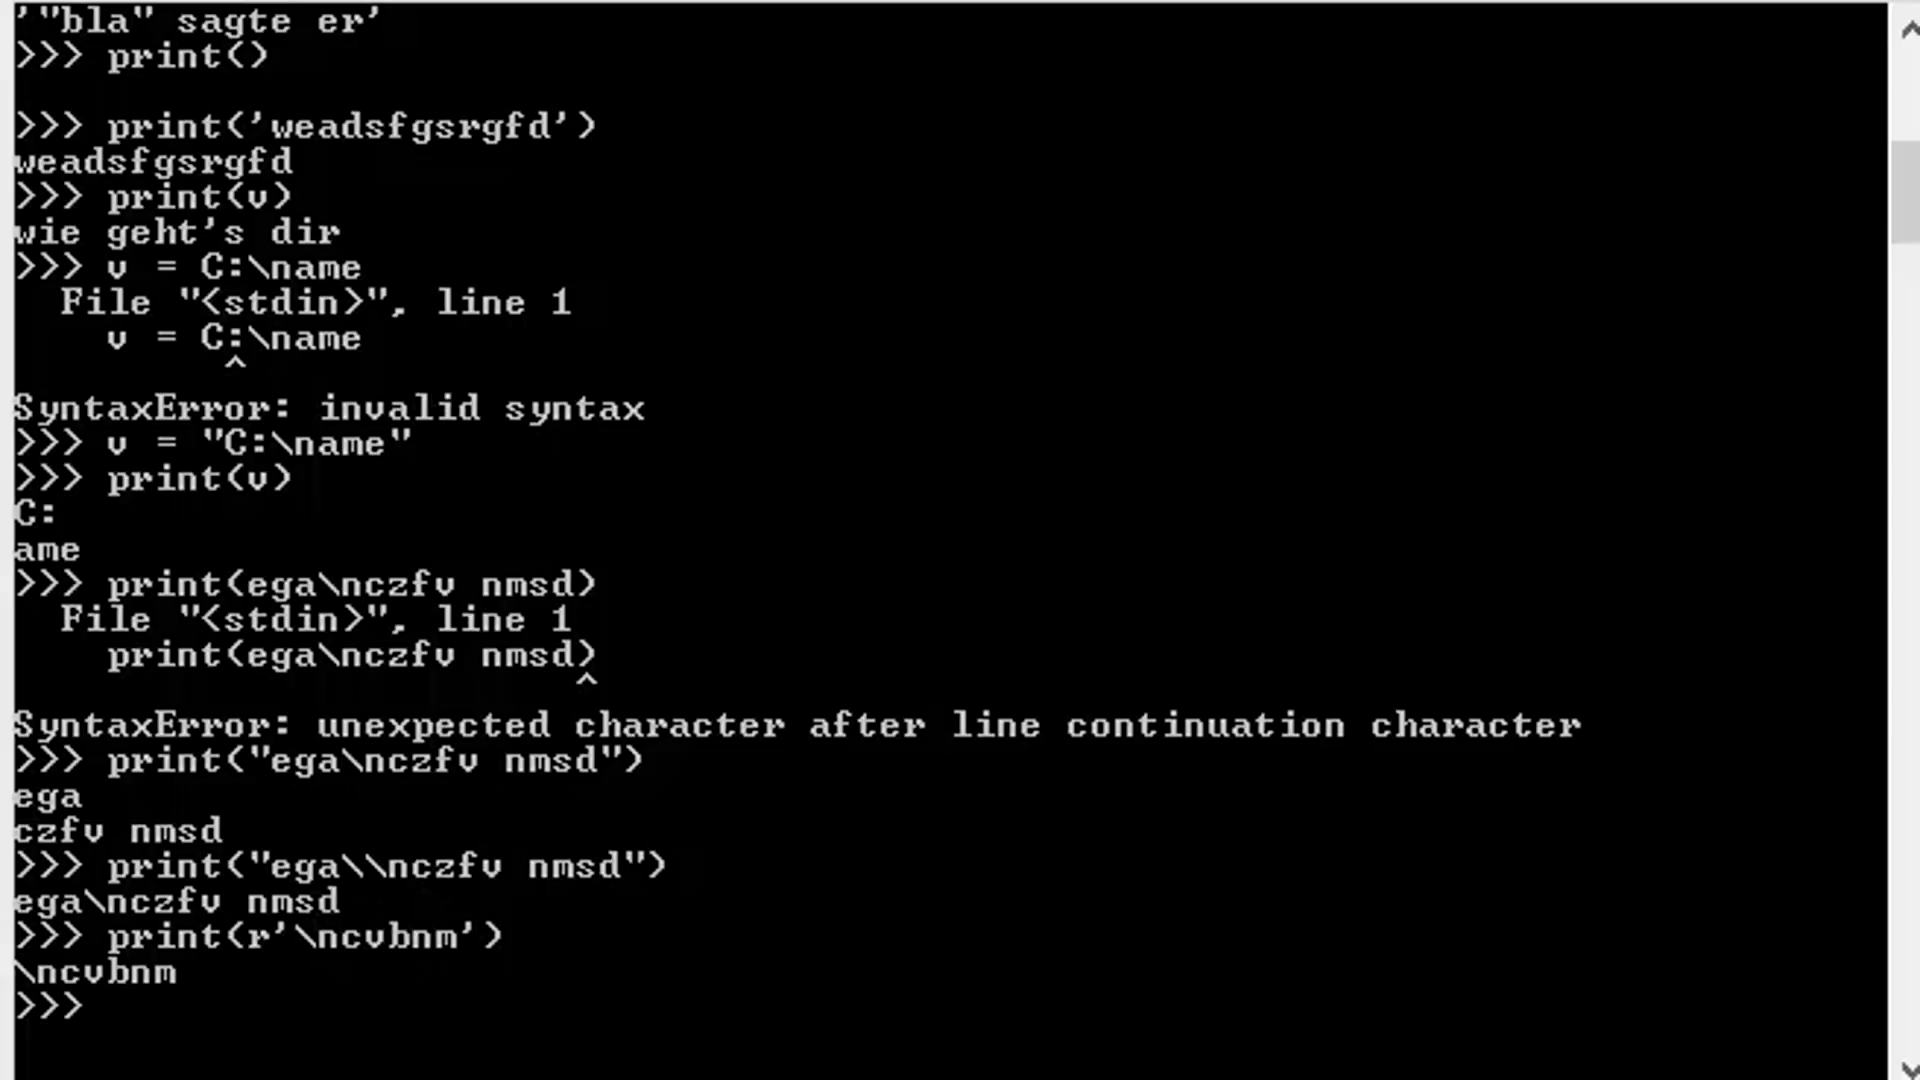 '"bla" sagte er'
>>> print()
>>> print('weadsfgsrgfd')
weadsfgsrgfd
>>> print(v)
wie geht's dir
>>> v = C:\name
  File "<stdin>", line 1
    v = C:\name
         ^
SyntaxError: invalid syntax
>>> v = "C:\name"
>>> print(v)
C:
ame
>>> print(ega\nczfv nmsd)
  File "<stdin>", line 1
    print(ega\nczfv nmsd)
                        ^
SyntaxError: unexpected character after line continuation character
>>> print("ega\nczfv nmsd")
ega
czfv nmsd
>>> print("ega\\nczfv nmsd")
ega\nczfv nmsd
>>> print(r'\ncvbnm')
\ncvbnm
>>>